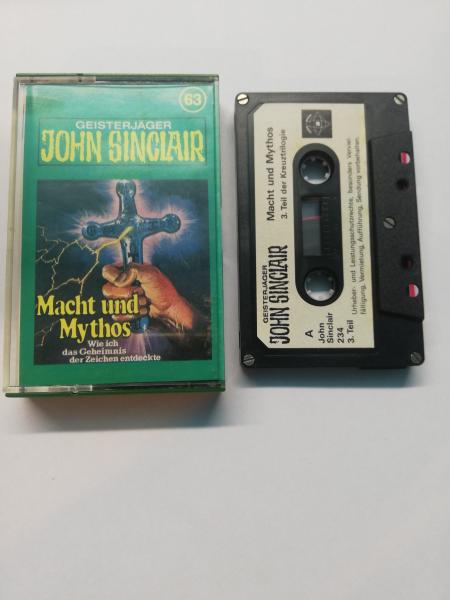 63
GEISTERJÄGER
JOHN SINCLAIR
Macht und
Mythos
Wie ich
das Geheimnis
der Zeichen entdeckte
GEISTERJÄGER
JOHN SINCLAIR
Macht und Mythos
3. Teil der Kreuztrilogie
A
John
Sinclair
234
3. Teil
Urheber- und Leistungsschutzrechte, besonders Verviel-
fältigung, Vermietung, Aufführung, Sendung vorbehalten.